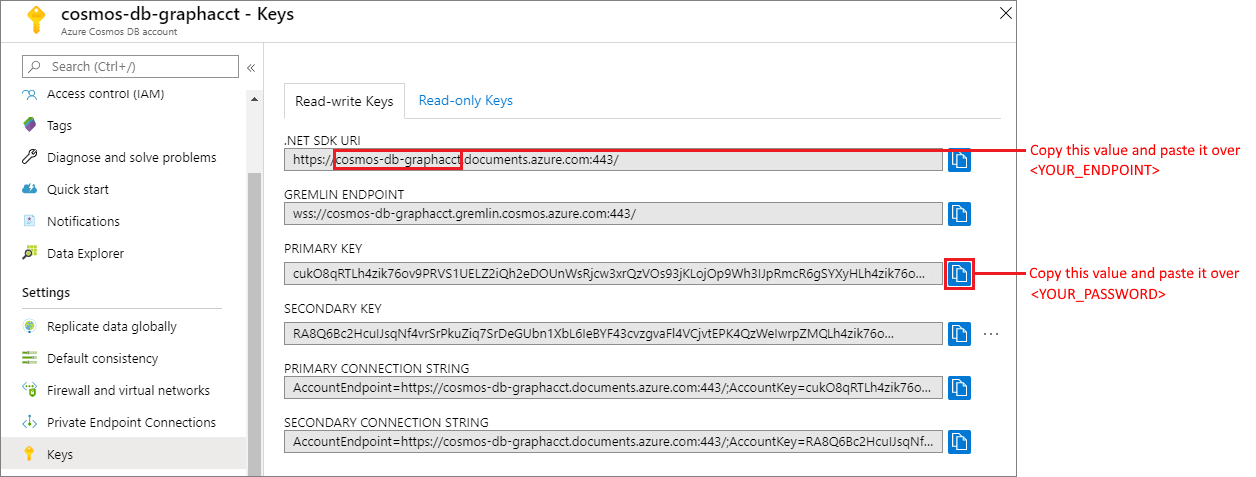 cosmos-db-graphacct - Keys
Azure Cosmos DB account
Search (Ctrl+/)
Access control (IAM)
Tags
Diagnose and solve problems
Quick start
Notifications
Data Explorer
Settings
Replicate data globally
Default consistency
Firewall and virtual networks
Private Endpoint Connections
Keys
Read-write Keys
Read-only Keys
.NET SDK URI
https://cosmos-db-graphacct.documents.azure.com:443/
GREMLIN ENDPOINT
wss://cosmos-db-graphacct.gremlin.cosmos.azure.com:443/
PRIMARY KEY
cukO8qRTLh4zik76ov9PRVS1UELZ2iQh2eDOUnWsRjcw3xrQzVOs93jKLojOp9Wh3IJpRmcR6gSYXyHLh4zik76o...
SECONDARY KEY
RA8Q6Bc2HcuIJsqNf4vrSrPkuZiq7SrDeGUbn1XbL6IeBYF43cvzgvaFl4VCjvtEPK4QzWeIwrpZMQLh4zik76o...
PRIMARY CONNECTION STRING
AccountEndpoint=https://cosmos-db-graphacct.documents.azure.com:443/;AccountKey=cukO8qRTLh4zik76o...
SECONDARY CONNECTION STRING
AccountEndpoint=https://cosmos-db-graphacct.documents.azure.com:443/;AccountKey=RA8Q6Bc2HcuIJsqNf...
Copy this value and paste it over
<YOUR_ENDPOINT>
Copy this value and paste it over
<YOUR_PASSWORD>